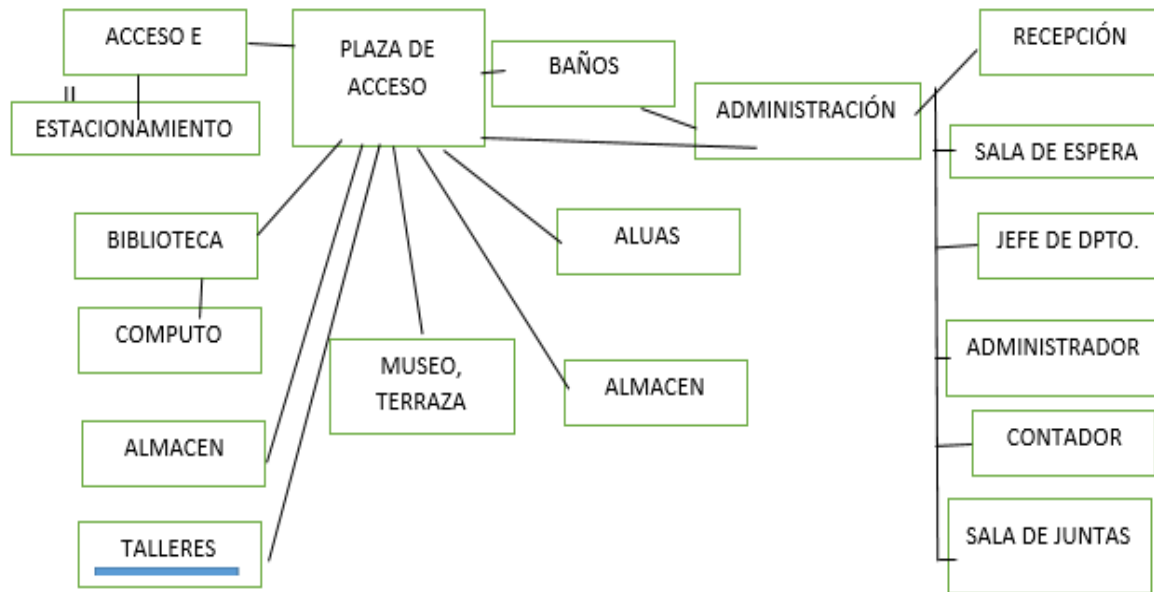 ACCESO E
II
ESTACIONAMIENTO
PLAZA DE
ACCESO
BAÑOS
ADMINISTRACIÓN
RECEPCIÓN
SALA DE ESPERA
JEFE DE DPTO.
ADMINISTRADOR
CONTADOR
SALA DE JUNTAS
BIBLIOTECA
COMPUTO
ALMACEN
TALLERES
MUSEO,
TERRAZA
ALUAS
ALMACEN